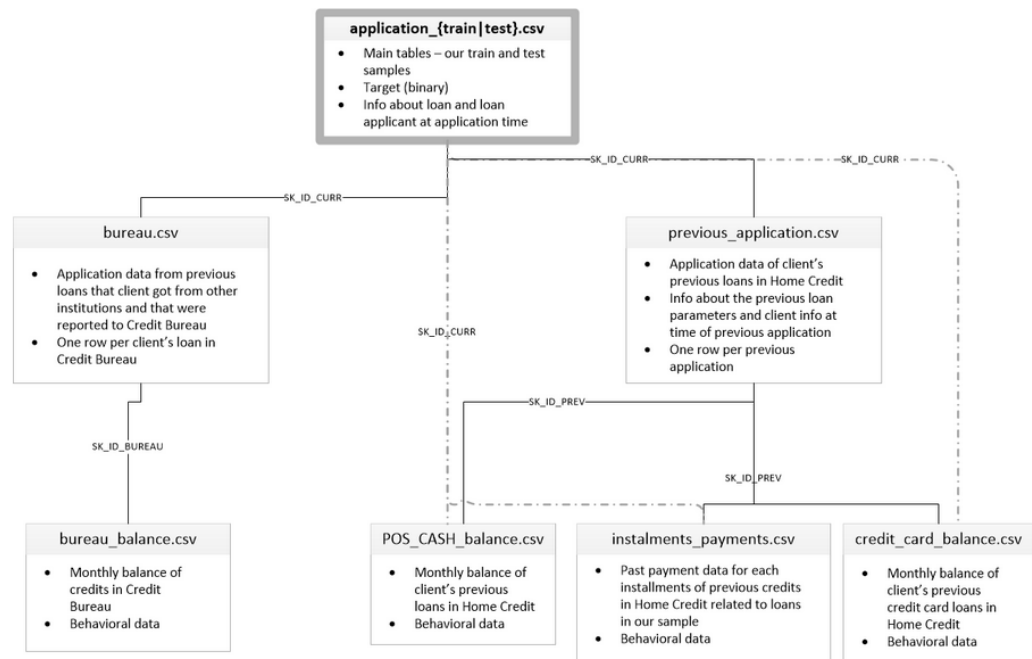 application_{train|test}.csv
• Main tables – our train and test
samples
• Target (binary)
• Info about loan and loan
applicant at application time
SK_ID_CURR
SK_ID_CURR
SK_ID_CURR
bureau.csv
• Application data from previous
loans that client got from other
institutions and that were
reported to Credit Bureau
• One row per client's loan in
Credit Bureau
SK_ID_CURR
previous_application.csv
• Application data of client's
previous loans in Home Credit
• Info about the previous loan
parameters and client info at
time of previous application
• One row per previous
application
SK_ID_PREV
SK_ID_BUREAU
SK_ID_PREV
bureau_balance.csv
• Monthly balance of
credits in Credit
Bureau
• Behavioral data
POS_CASH_balance.csv
• Monthly balance of
client's previous
loans in Home Credit
• Behavioral data
instalments_payments.csv
• Past payment data for each
installments of previous credits
in Home Credit related to loans
in our sample
• Behavioral data
credit_card_balance.csv
• Monthly balance of
client's previous
credit card loans in
Home Credit
• Behavioral data